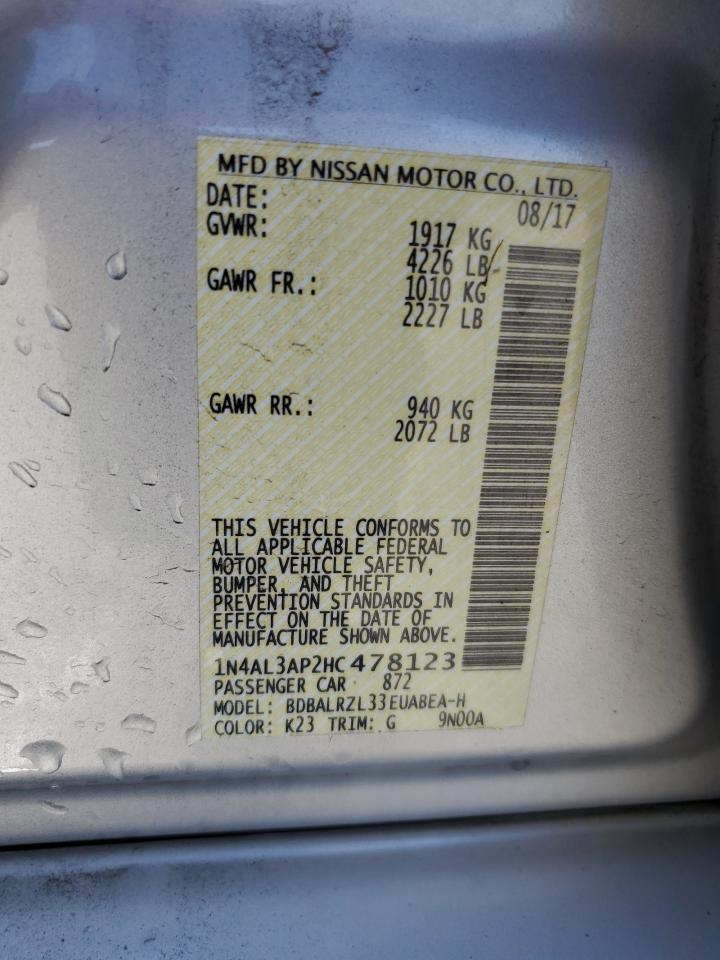 MFD BY NISSAN MOTOR CO., LTD.
DATE: 08/17
GVWR: 1917 KG
4226 LB
GAWR FR.: 1010 KG
2227 LB
GAWR RR.: 940 KG
2072 LB
THIS VEHICLE CONFORMS TO
ALL APPLICABLE FEDERAL
MOTOR VEHICLE SAFETY,
BUMPER, AND THEFT
PREVENTION STANDARDS IN
EFFECT ON THE DATE OF
MANUFACTURE SHOWN ABOVE.
1N4AL3AP2HC478123
PASSENGER CAR 872
MODEL: BDBALRZL33EUABEA-H
COLOR: K23 TRIM: G 9N00A